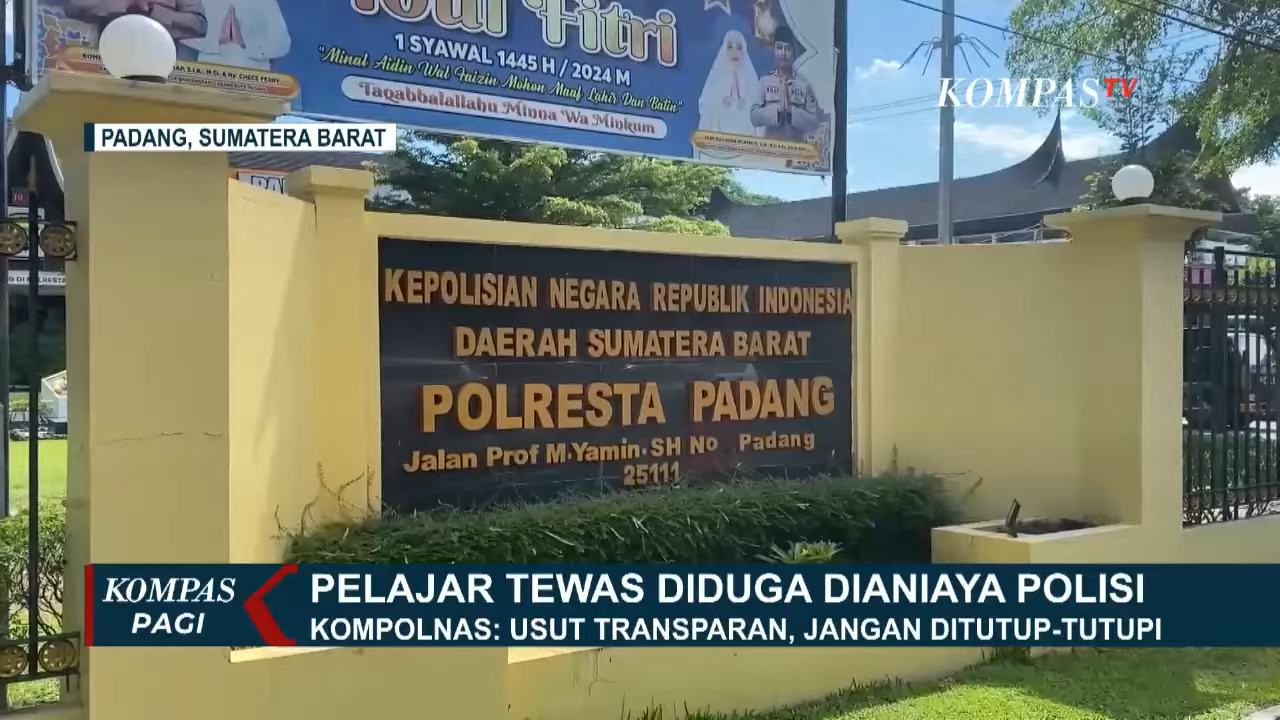 Idul Fitri
1 SYAWAL 1445 H / 2024 M
"Minal Aidin Wal Faizin Mohon Maaf Lahir Dan Batin"
Taqabbalallahu Minna Wa Minkum
KOMPASTV
PADANG, SUMATERA BARAT
KEPOLISIAN NEGARA REPUBLIK INDONESIA
DAERAH SUMATERA BARAT
POLRESTA PADANG
Jalan Prof M.Yamin.SH No Padang
25111
KOMPAS
PAGI
PELAJAR TEWAS DIDUGA DIANIAYA POLISI
KOMPOLNAS: USUT TRANSPARAN, JANGAN DITUTUP-TUTUPI